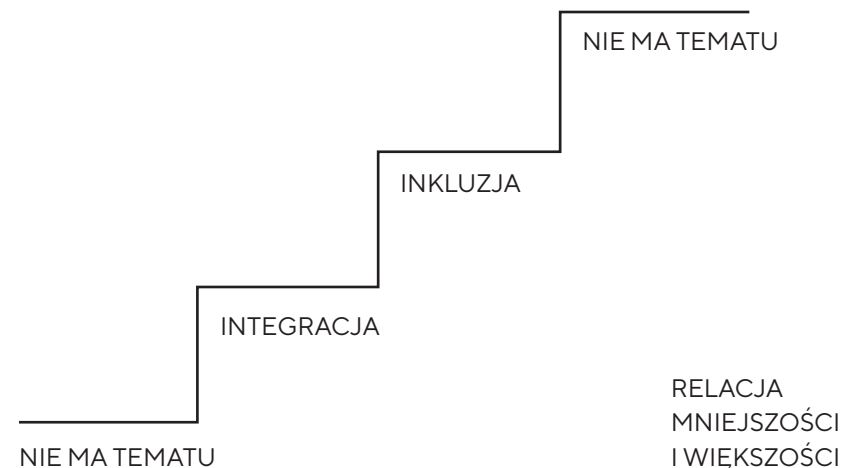 NIE MA TEMATU
INKLUZJA
INTEGRACJA
RELACJA
MNIEJSZOŚCI
I WIĘKSZOŚCI
NIE MA TEMATU